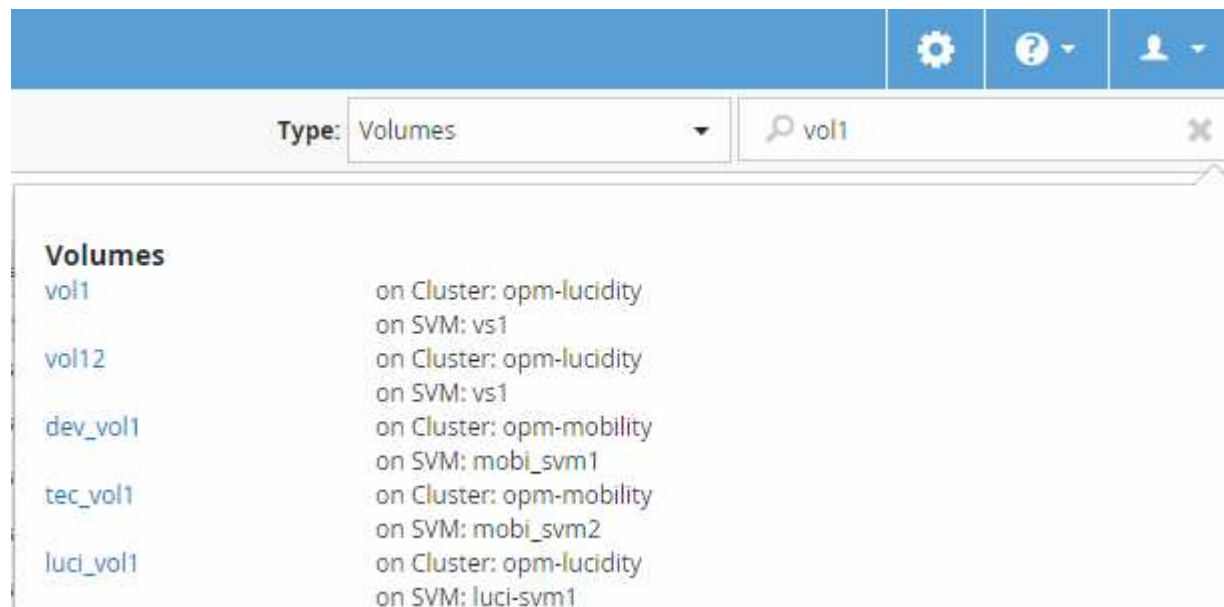 Type: Volumes vol1
Volumes
vol1 on Cluster: opm-lucidity
on SVM: vs1
vol12 on Cluster: opm-lucidity
on SVM: vs1
dev_vol1 on Cluster: opm-mobility
on SVM: mobi_svm1
tec_vol1 on Cluster: opm-mobility
on SVM: mobi_svm2
luci_vol1 on Cluster: opm-lucidity
on SVM: luci-svm1